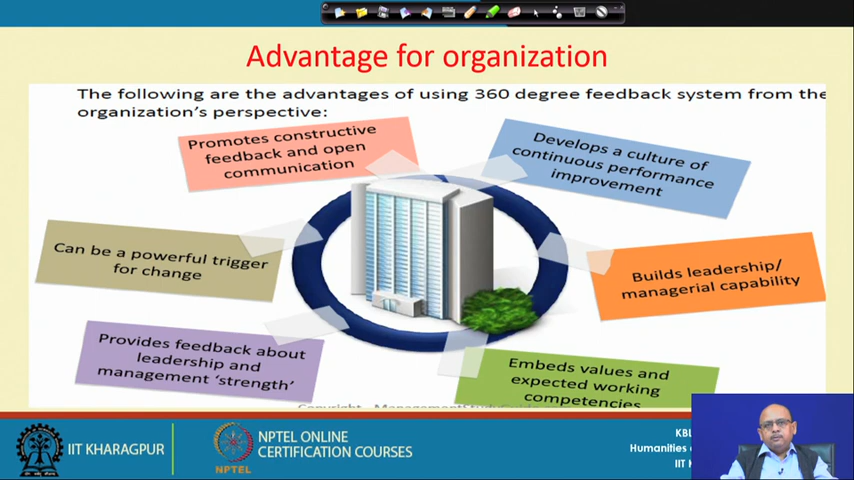 Advantage for organization
The following are the advantages of using 360 degree feedback system from the
organization's perspective:
Promotes constructive
feedback and open
communication
Develops a culture of
continuous performance
improvement
Can be a powerful trigger
for change
Builds leadership/
managerial capability
Provides feedback about
leadership and
management 'strength'
Embeds values and
expected working
competencies
IIT KHARAGPUR
NPTEL
NPTEL ONLINE
CERTIFICATION COURSES
KBL
Humanities
IIT